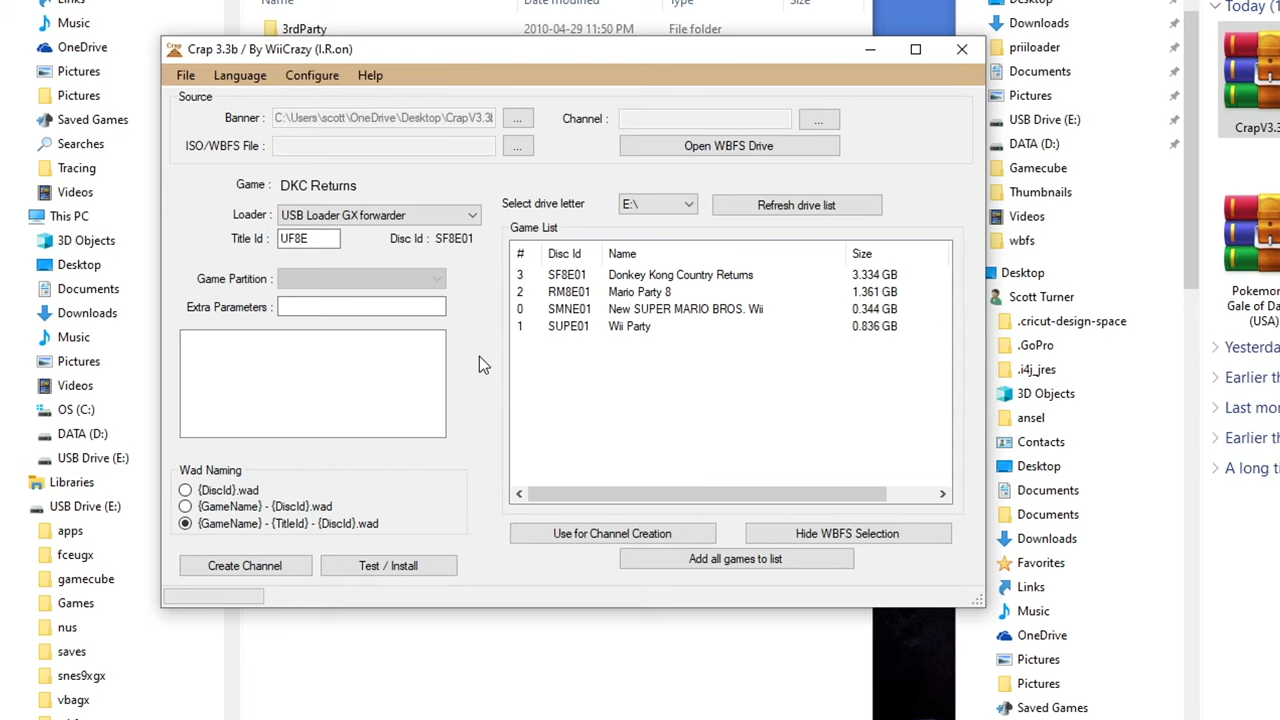 Links
Music
OneDrive
Pictures
Pictures
Saved Games
Searches
Tracing
Videos
This PC
3D Objects
Desktop
Documents
Downloads
Music
Pictures
Videos
OS (C:)
DATA (D:)
USB Drive (E:)
Libraries
USB Drive (E:)
apps
fceugx
gamecube
Games
nus
saves
snes9xgx
vbagx
Date modified
Type
Size
3rdParty
2010-04-29 11:50 PM
File folder
Crap 3.3b / By WiiCrazy (I.R.on)
File Language Configure Help
Source
Banner : C:\Users\scott\OneDrive\Desktop\CrapV3.3b ... Channel : ...
ISO/WBFS File : ... Open WBFS Drive
Game : DKC Returns
Loader : USB Loader GX forwarder
Title Id : UF8E Disc Id : SF8E01
Game Partition :
Extra Parameters :
Select drive letter E:\ Refresh drive list
Game List
# Disc Id Name Size
3 SF8E01 Donkey Kong Country Returns 3.334 GB
2 RM8E01 Mario Party 8 1.361 GB
0 SMNE01 New SUPER MARIO BROS. Wii 0.344 GB
1 SUPE01 Wii Party 0.836 GB
Wad Naming
{DiscId}.wad
{GameName} - {DiscId}.wad
{GameName} - {TitleId} - {DiscId}.wad
Use for Channel Creation Hide WBFS Selection
Add all games to list
Create Channel Test / Install
Desktop
Downloads
priiloader
Documents
Pictures
USB Drive (E:)
DATA (D:)
Gamecube
Thumbnails
Videos
wbfs
Desktop
Scott Turner
.cricut-design-space
.GoPro
.i4j_jres
3D Objects
ansel
Contacts
Desktop
Documents
Documents
Downloads
Favorites
Links
Music
OneDrive
Pictures
Pictures
Saved Games
Today (1
CrapV3.3
Pokemon
Gale of Da
(USA)
Yesterda
Earlier th
Last mo
Earlier th
A long ti